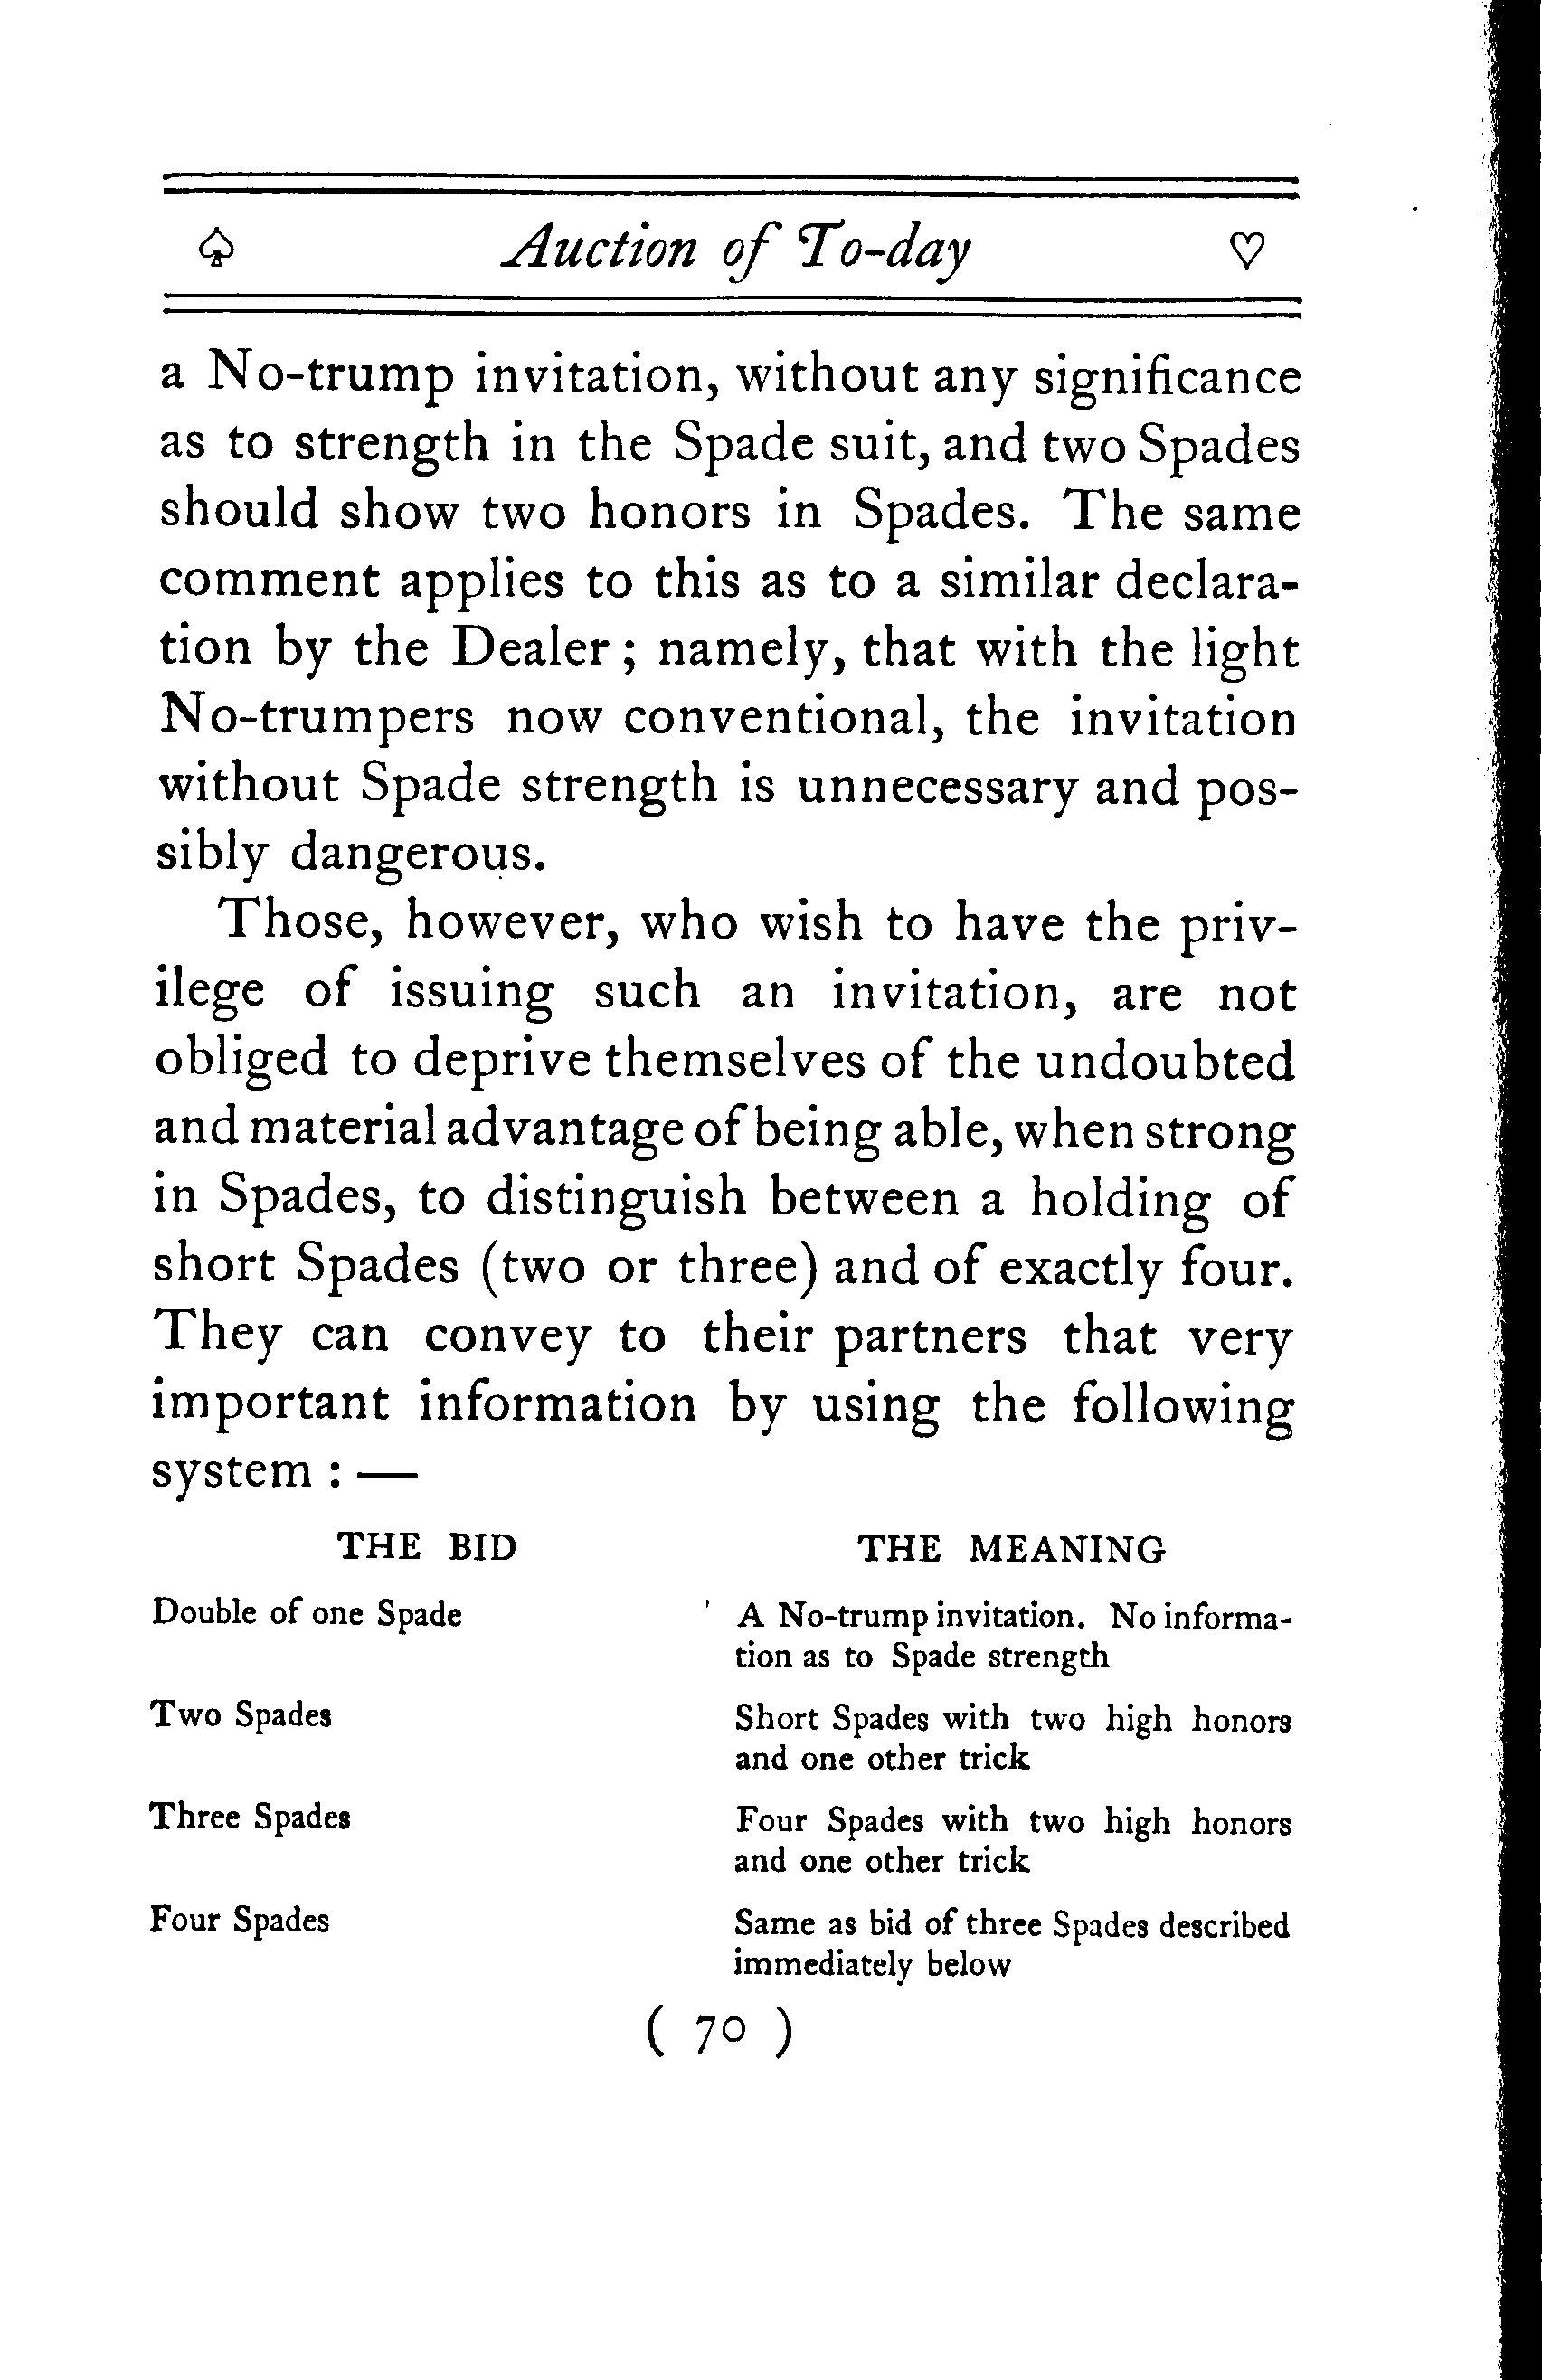 ♤ Auction of To-day ♡
a No-trump invitation, without any significance
as to strength in the Spade suit, and two Spades
should show two honors in Spades. The same
comment applies to this as to a similar declara-
tion by the Dealer; namely, that with the light
No-trumpers now conventional, the invitation
without Spade strength is unnecessary and pos-
sibly dangerous.
Those, however, who wish to have the priv-
ilege of issuing such an invitation, are not
obliged to deprive themselves of the undoubted
and material advantage of being able, when strong
in Spades, to distinguish between a holding of
short Spades (two or three) and of exactly four.
They can convey to their partners that very
important information by using the following
system : —
THE BID THE MEANING
Double of one Spade A No-trump invitation. No informa-
tion as to Spade strength
Two Spades Short Spades with two high honors
and one other trick
Three Spades Four Spades with two high honors
and one other trick
Four Spades Same as bid of three Spades described
immediately below
( 70 )